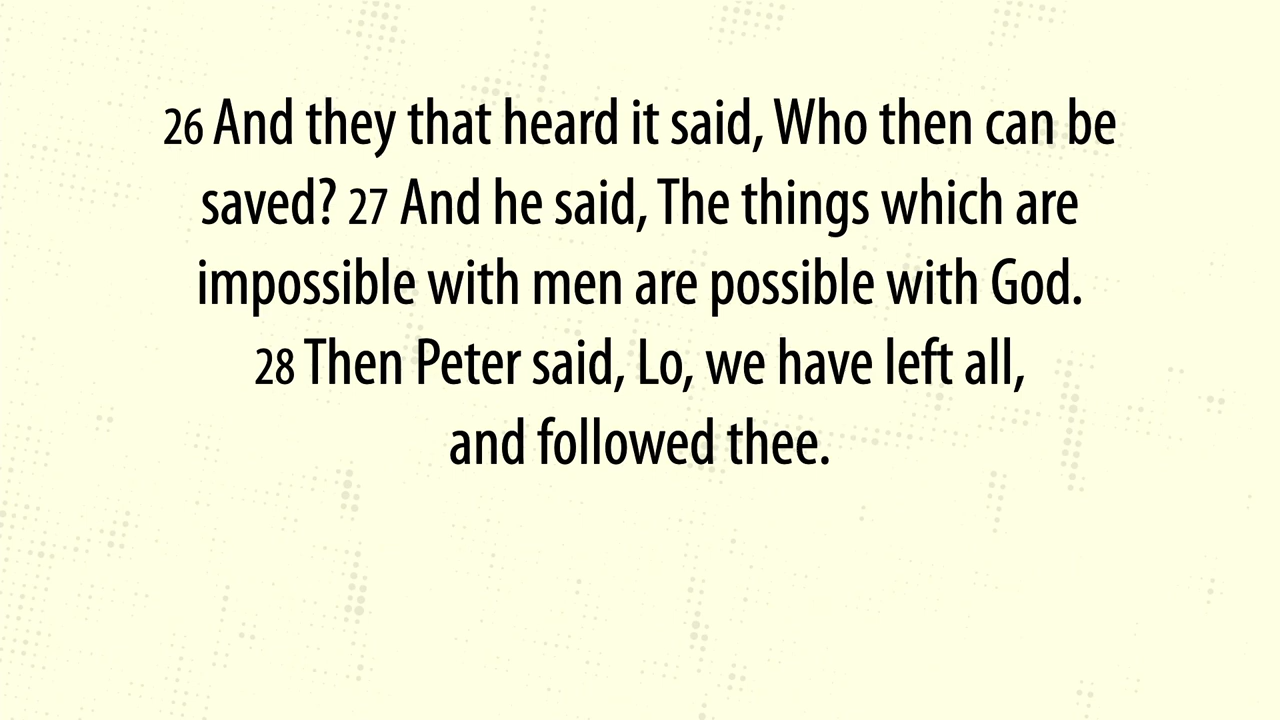 26 And they that heard it said, Who then can be
saved? 27 And he said, The things which are
impossible with men are possible with God.
28 Then Peter said, Lo, we have left all,
and followed thee.